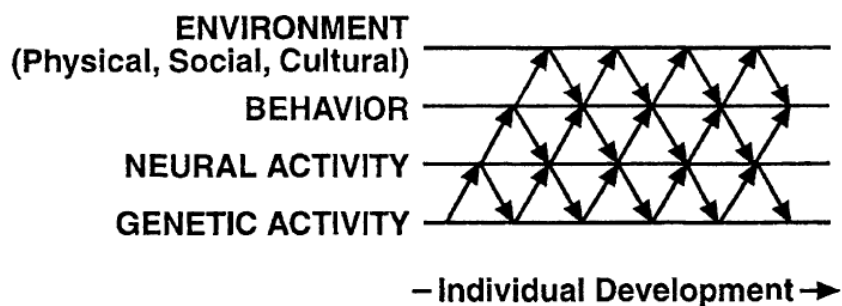 ENVIRONMENT
(Physical, Social, Cultural)
BEHAVIOR
NEURAL ACTIVITY
GENETIC ACTIVITY
Individual Development